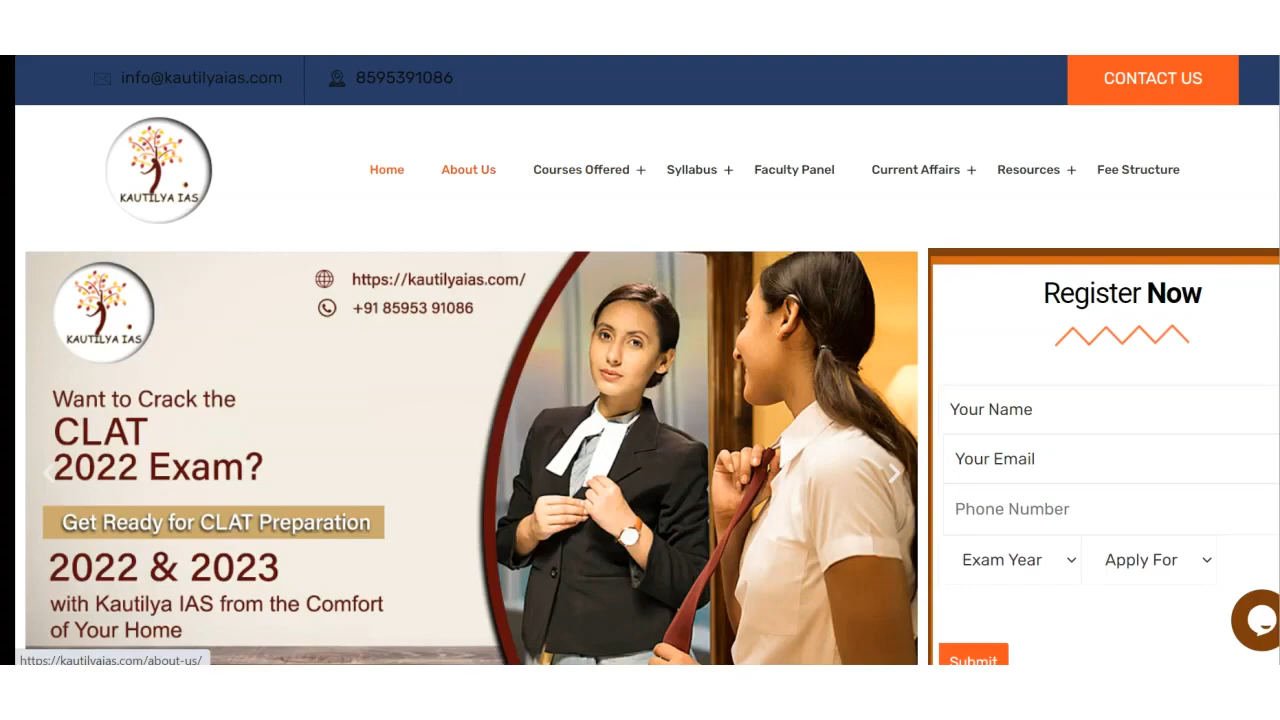 info@kautilyaias.com
8595391086
CONTACT US
KAUTILYA IAS
Home
About Us
Courses Offered +
Syllabus +
Faculty Panel
Current Affairs +
Resources +
Fee Structure
KAUTILYA IAS
https://kautilyaias.com/
+91 85953 91086
Want to Crack the
CLAT
2022 Exam?
Get Ready for CLAT Preparation
2022 & 2023
with Kautilya IAS from the Comfort
of Your Home
Register Now
Your Name
Your Email
Phone Number
Exam Year
Apply For
Submit
https://kautilyaias.com/about-us/